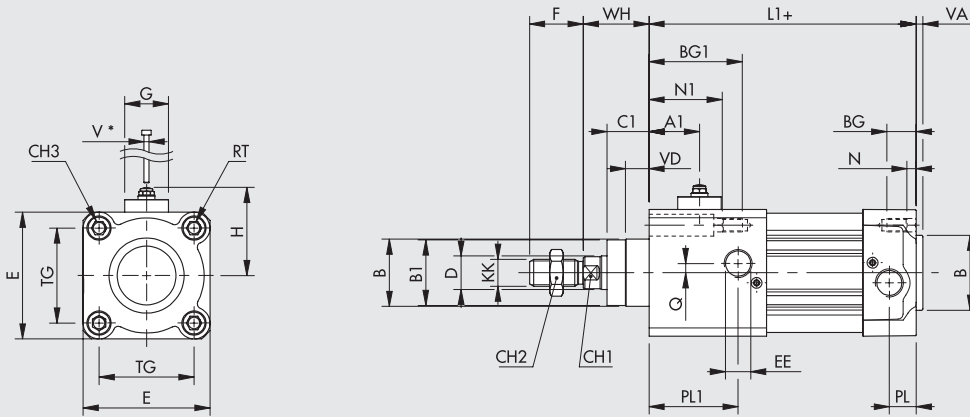 F
WH
L1+
VA
BG1
N1
C1
A1
VD
BG
N
G
V *
CH3
RT
H
E
TG
TG
E
B
B1
D
KK
CH2
CH1
Q
EE
PL1
PL
B